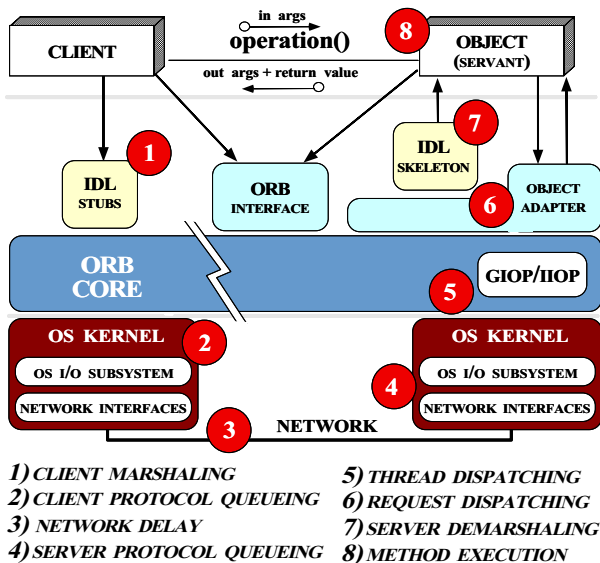 in args
operation()
out args + return value
CLIENT
8
OBJECT
(SERVANT)
1
7
IDL
STUBS
ORB
INTERFACE
IDL
SKELETON
6
OBJECT
ADAPTER
ORB
CORE
GIOP/IIOP
5
OS KERNEL
2
OS I/O SUBSYSTEM
NETWORK INTERFACES
OS KERNEL
4
OS I/O SUBSYSTEM
NETWORK INTERFACES
3
NETWORK
1) CLIENT MARSHALING
2) CLIENT PROTOCOL QUEUEING
3) NETWORK DELAY
4) SERVER PROTOCOL QUEUEING
5) THREAD DISPATCHING
6) REQUEST DISPATCHING
7) SERVER DEMARSHALING
8) METHOD EXECUTION